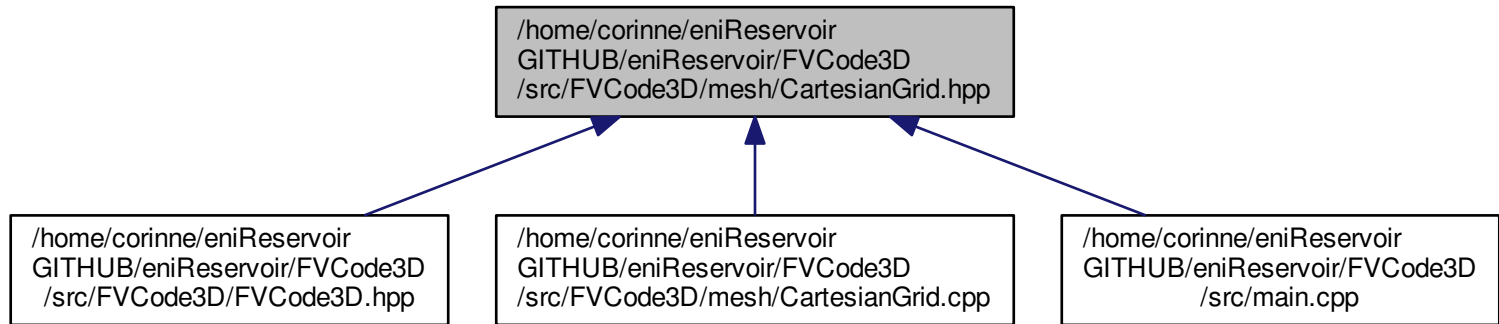 /home/corinne/eniReservoir
GITHUB/eniReservoir/FVCode3D
/src/FVCode3D/mesh/CartesianGrid.hpp
/home/corinne/eniReservoir
GITHUB/eniReservoir/FVCode3D
/src/FVCode3D/FVCode3D.hpp
/home/corinne/eniReservoir
GITHUB/eniReservoir/FVCode3D
/src/FVCode3D/mesh/CartesianGrid.cpp
/home/corinne/eniReservoir
GITHUB/eniReservoir/FVCode3D
/src/main.cpp